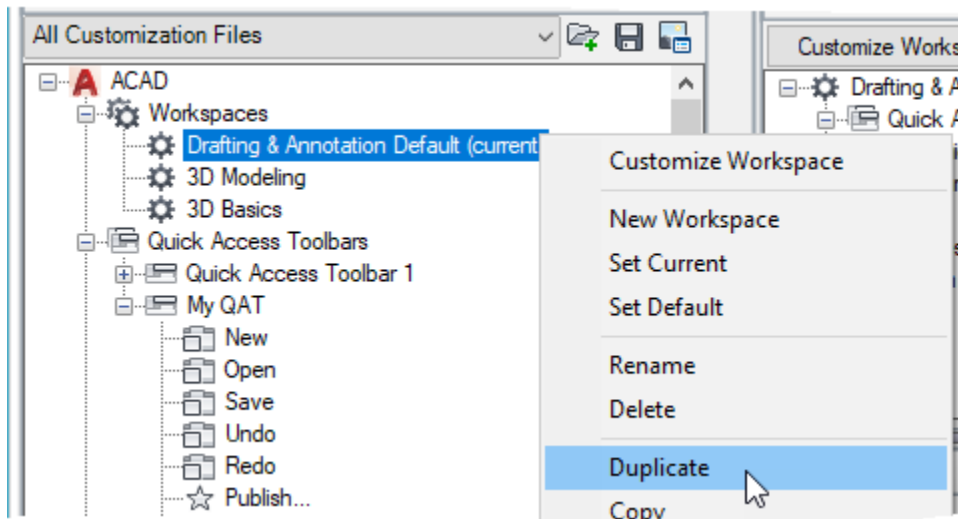 All Customization Files
ACAD
Workspaces
Drafting & Annotation Default (current
3D Modeling
3D Basics
Quick Access Toolbars
Quick Access Toolbar 1
My QAT
New
Open
Save
Undo
Redo
Publish...
Customize Workspace
New Workspace
Set Current
Set Default
Rename
Delete
Duplicate
Copy
Customize Works
Drafting & A
Quick A